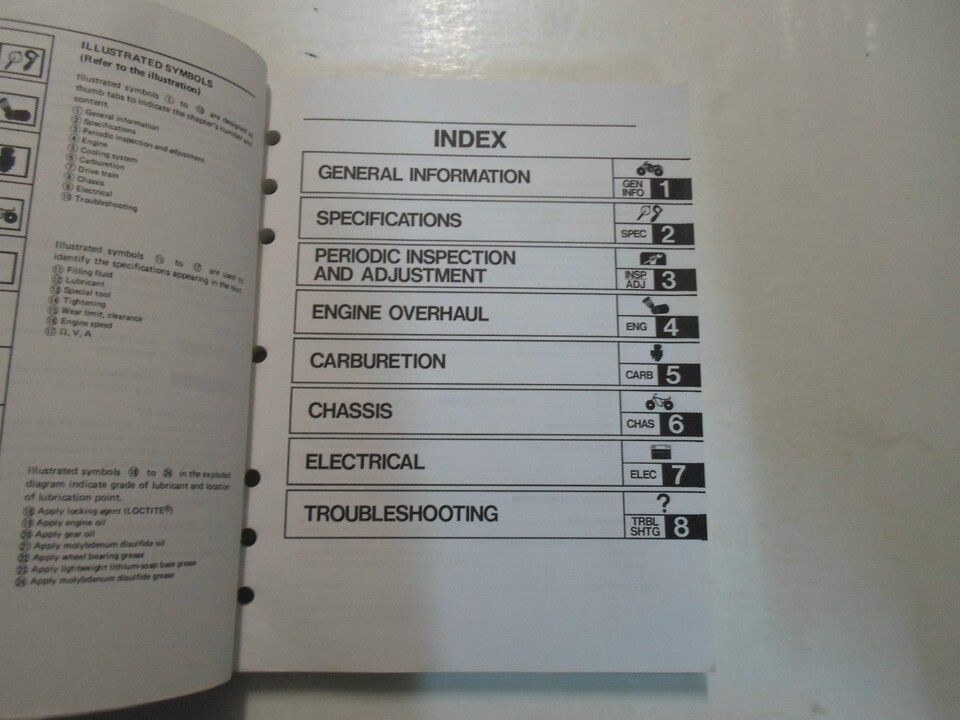 ILLUSTRATED SYMBOLS
(Refer to the illustration)
Illustrated symbols ① to ⑩ are designed as
thumb tabs to indicate the chapter's number and
content.
① General information
② Specifications
③ Periodic inspection and adjustment
④ Engine
⑤ Cooling system
⑥ Carburetion
⑦ Drive train
⑧ Chassis
⑨ Electrical
⑩ Troubleshooting
Illustrated symbols ⑪ to ⑰ are used to
identify the specifications appearing in the text.
⑪ Filling fluid
⑫ Lubricant
⑬ Special tool
⑭ Tightening
⑮ Wear limit, clearance
⑯ Engine speed
⑰ Ω, V, A
Illustrated symbols ⑱ to ㉔ in the exploded
diagram indicate grade of lubricant and location
of lubrication point.
⑱ Apply locking agent (LOCTITE®)
⑲ Apply engine oil
⑳ Apply gear oil
㉑ Apply molybdenum disulfide oil
㉒ Apply wheel bearing grease
㉓ Apply lightweight lithium-soap base grease
㉔ Apply molybdenum disulfide grease
INDEX
GENERAL INFORMATION
GEN
INFO 1
SPECIFICATIONS
SPEC 2
PERIODIC INSPECTION
AND ADJUSTMENT
INSP
ADJ 3
ENGINE OVERHAUL
ENG 4
CARBURETION
CARB 5
CHASSIS
CHAS 6
ELECTRICAL
ELEC 7
TROUBLESHOOTING
?
TRBL
SHTG 8